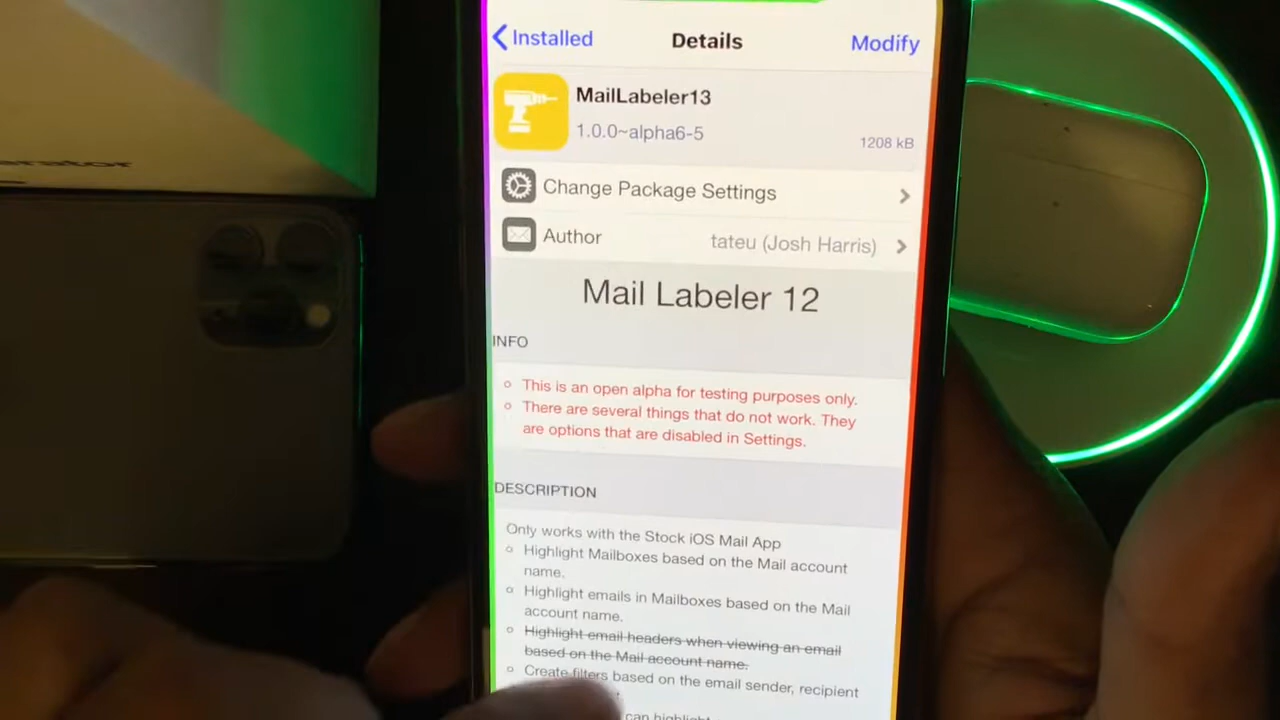 Installed
Details
Modify
MailLabeler13
1.0.0~alpha6-5
1208 kB
Change Package Settings
Author
tateu (Josh Harris)
Mail Labeler 12
INFO
This is an open alpha for testing purposes only.
There are several things that do not work. They
are options that are disabled in Settings.
DESCRIPTION
Only works with the Stock iOS Mail App
Highlight Mailboxes based on the Mail account
name.
Highlight emails in Mailboxes based on the Mail
account name.
Highlight email headers when viewing an email
based on the Mail account name.
Create filters based on the email sender, recipient
can highlight